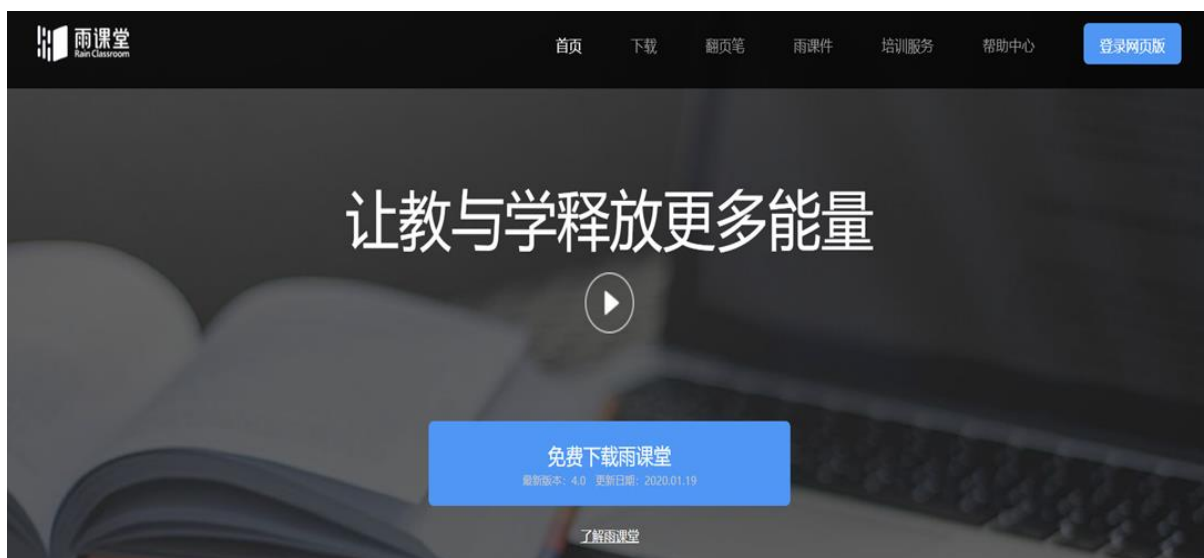 雨课堂
Rain Classroom
首页 下载 翻页笔 雨课件 培训服务 帮助中心 登录网页版
让教与学释放更多能量
免费下载雨课堂
最新版本：4.0 更新日期：2020.01.19
了解雨课堂